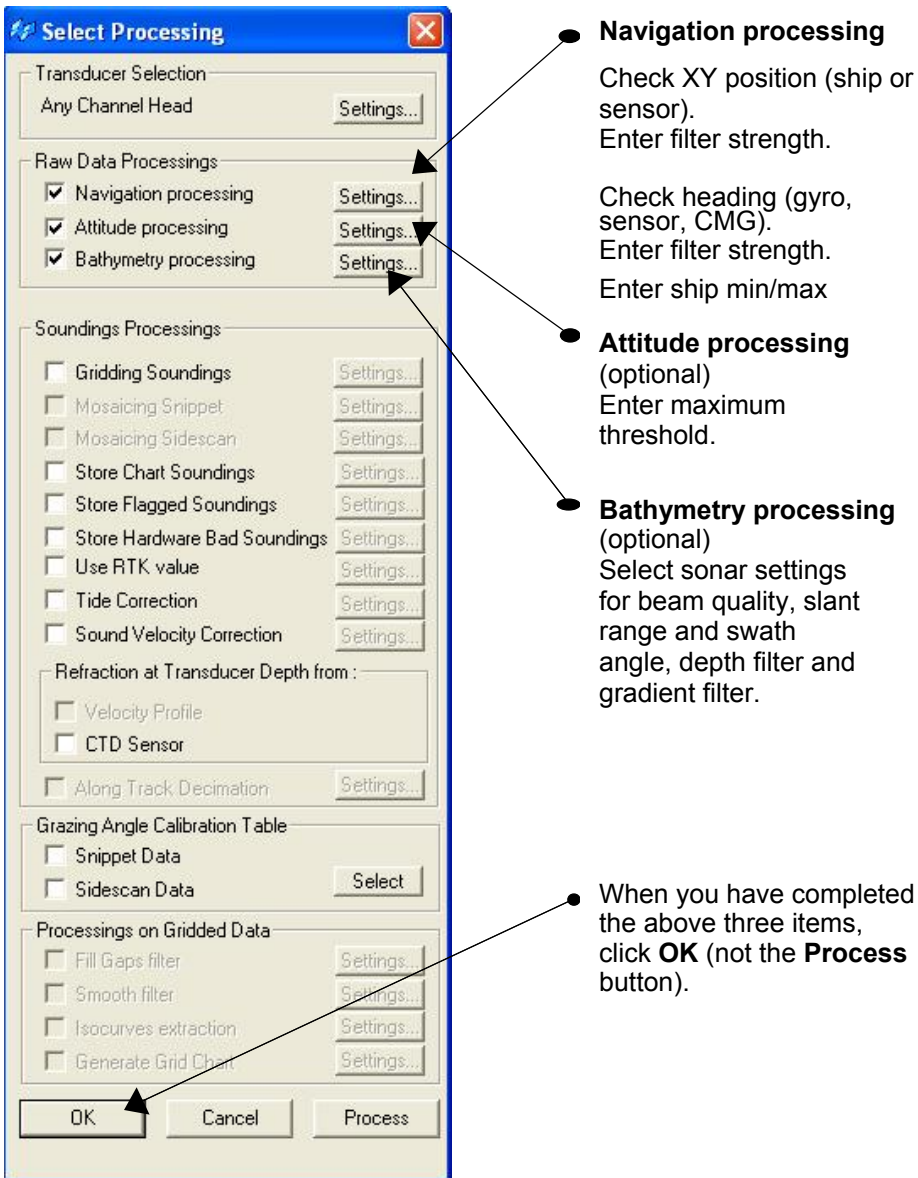 Select Processing
Transducer Selection
Any Channel Head
Settings...
Raw Data Processings
Navigation processing
Settings...
Attitude processing
Settings...
Bathymetry processing
Settings...
Soundings Processings
Gridding Soundings
Settings...
Mosaicing Snippet
Settings...
Mosaicing Sidescan
Settings...
Store Chart Soundings
Settings...
Store Flagged Soundings
Settings...
Store Hardware Bad Soundings
Settings...
Use RTK value
Settings...
Tide Correction
Settings...
Sound Velocity Correction
Settings...
Refraction at Transducer Depth from :
Velocity Profile
CTD Sensor
Along Track Decimation
Settings...
Grazing Angle Calibration Table
Snippet Data
Sidescan Data
Select
Processings on Gridded Data
Fill Gaps filter
Settings...
Smooth filter
Settings...
Isocurves extraction
Settings...
Generate Grid Chart
Settings...
OK
Cancel
Process
Navigation processing
Check XY position (ship or
sensor).
Enter filter strength.
Check heading (gyro,
sensor, CMG).
Enter filter strength.
Enter ship min/max
Attitude processing
(optional)
Enter maximum
threshold.
Bathymetry processing
(optional)
Select sonar settings
for beam quality, slant
range and swath
angle, depth filter and
gradient filter.
When you have completed
the above three items,
click OK (not the Process
button).